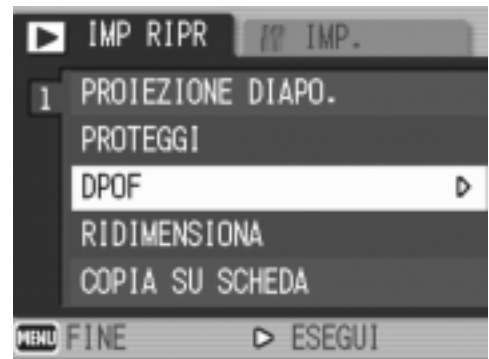 IMP RIPR IMP.
1 PROIEZIONE DIAPO.
PROTEGGI
DPOF
RIDIMENSIONA
COPIA SU SCHEDA
MENU FINE ESEGUI